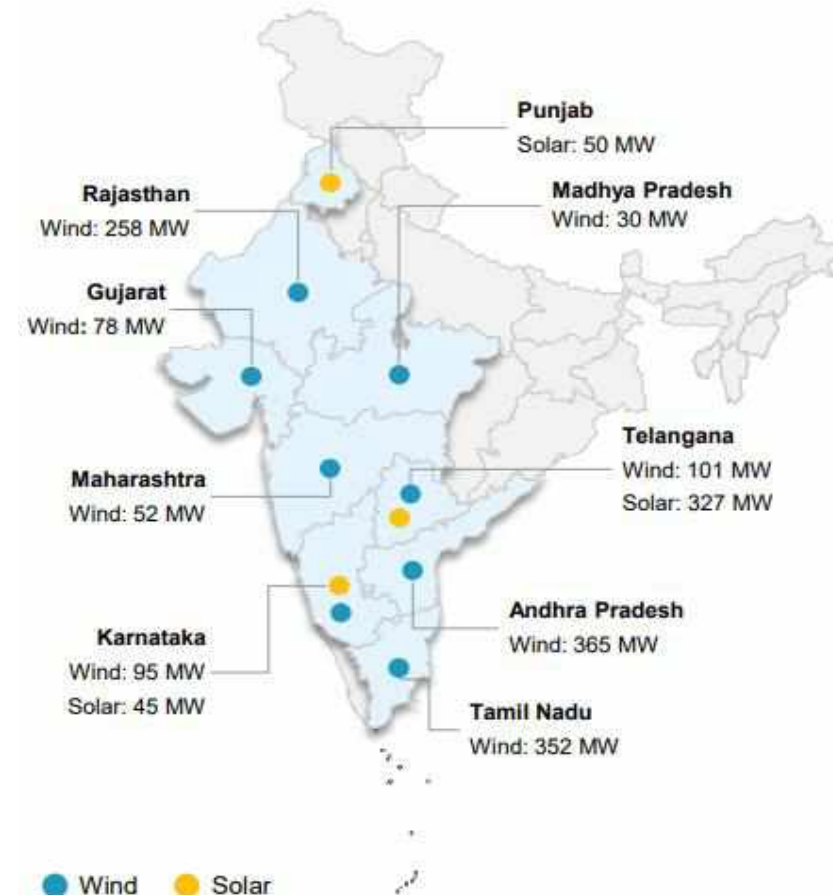 Punjab
Solar: 50 MW
Rajasthan
Wind: 258 MW
Madhya Pradesh
Wind: 30 MW
Gujarat
Wind: 78 MW
Telangana
Wind: 101 MW
Solar: 327 MW
Maharashtra
Wind: 52 MW
Andhra Pradesh
Wind: 365 MW
Karnataka
Wind: 95 MW
Solar: 45 MW
Tamil Nadu
Wind: 352 MW
Wind Solar